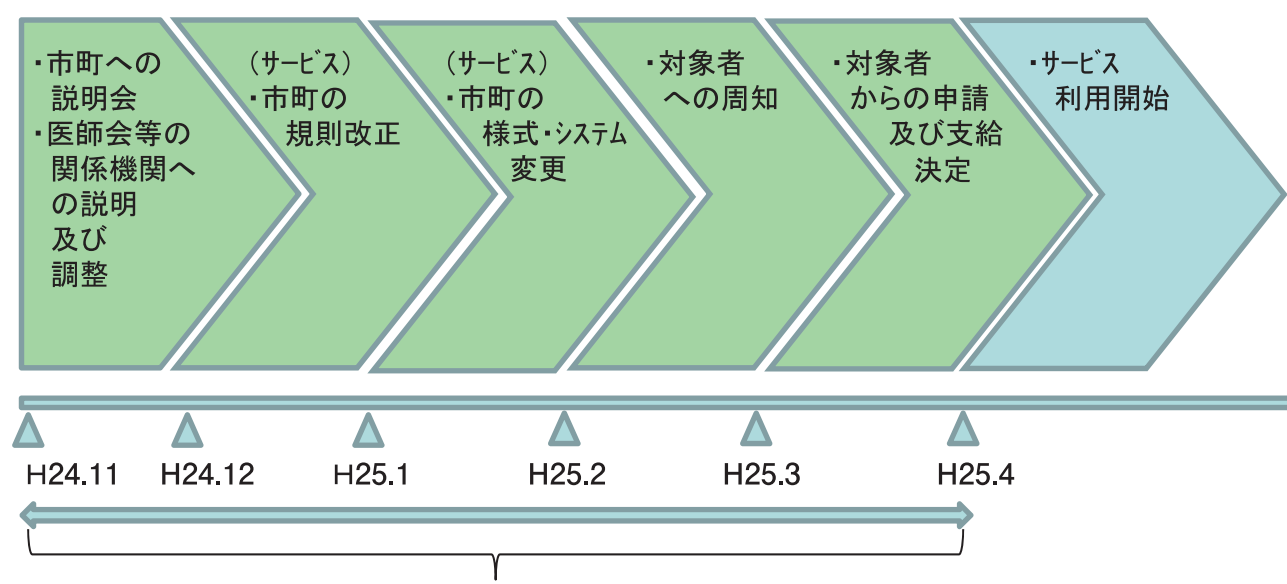 ・市町への
説明会
・医師会等の
関係機関へ
の説明
及び
調整
（サービス）
・市町の
規則改正
（サービス）
・市町の
様式・システム
変更
・対象者
への周知
・対象者
からの申請
及び支給
決定
・サービス
利用開始
H24.11
H24.12
H25.1
H25.2
H25.3
H25.4